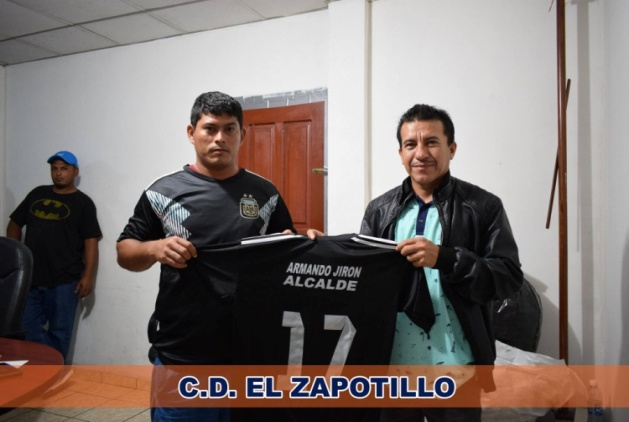 ARMANDO JIRON
ALCALDE
17
C.D. EL ZAPOTILLO